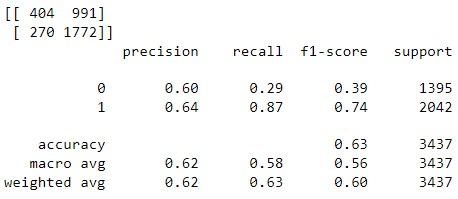 [[ 404  991]
 [ 270 1772]]
              precision    recall  f1-score   support

           0       0.60      0.29      0.39      1395
           1       0.64      0.87      0.74      2042

    accuracy                           0.63      3437
   macro avg       0.62      0.58      0.56      3437
weighted avg       0.62      0.63      0.60      3437